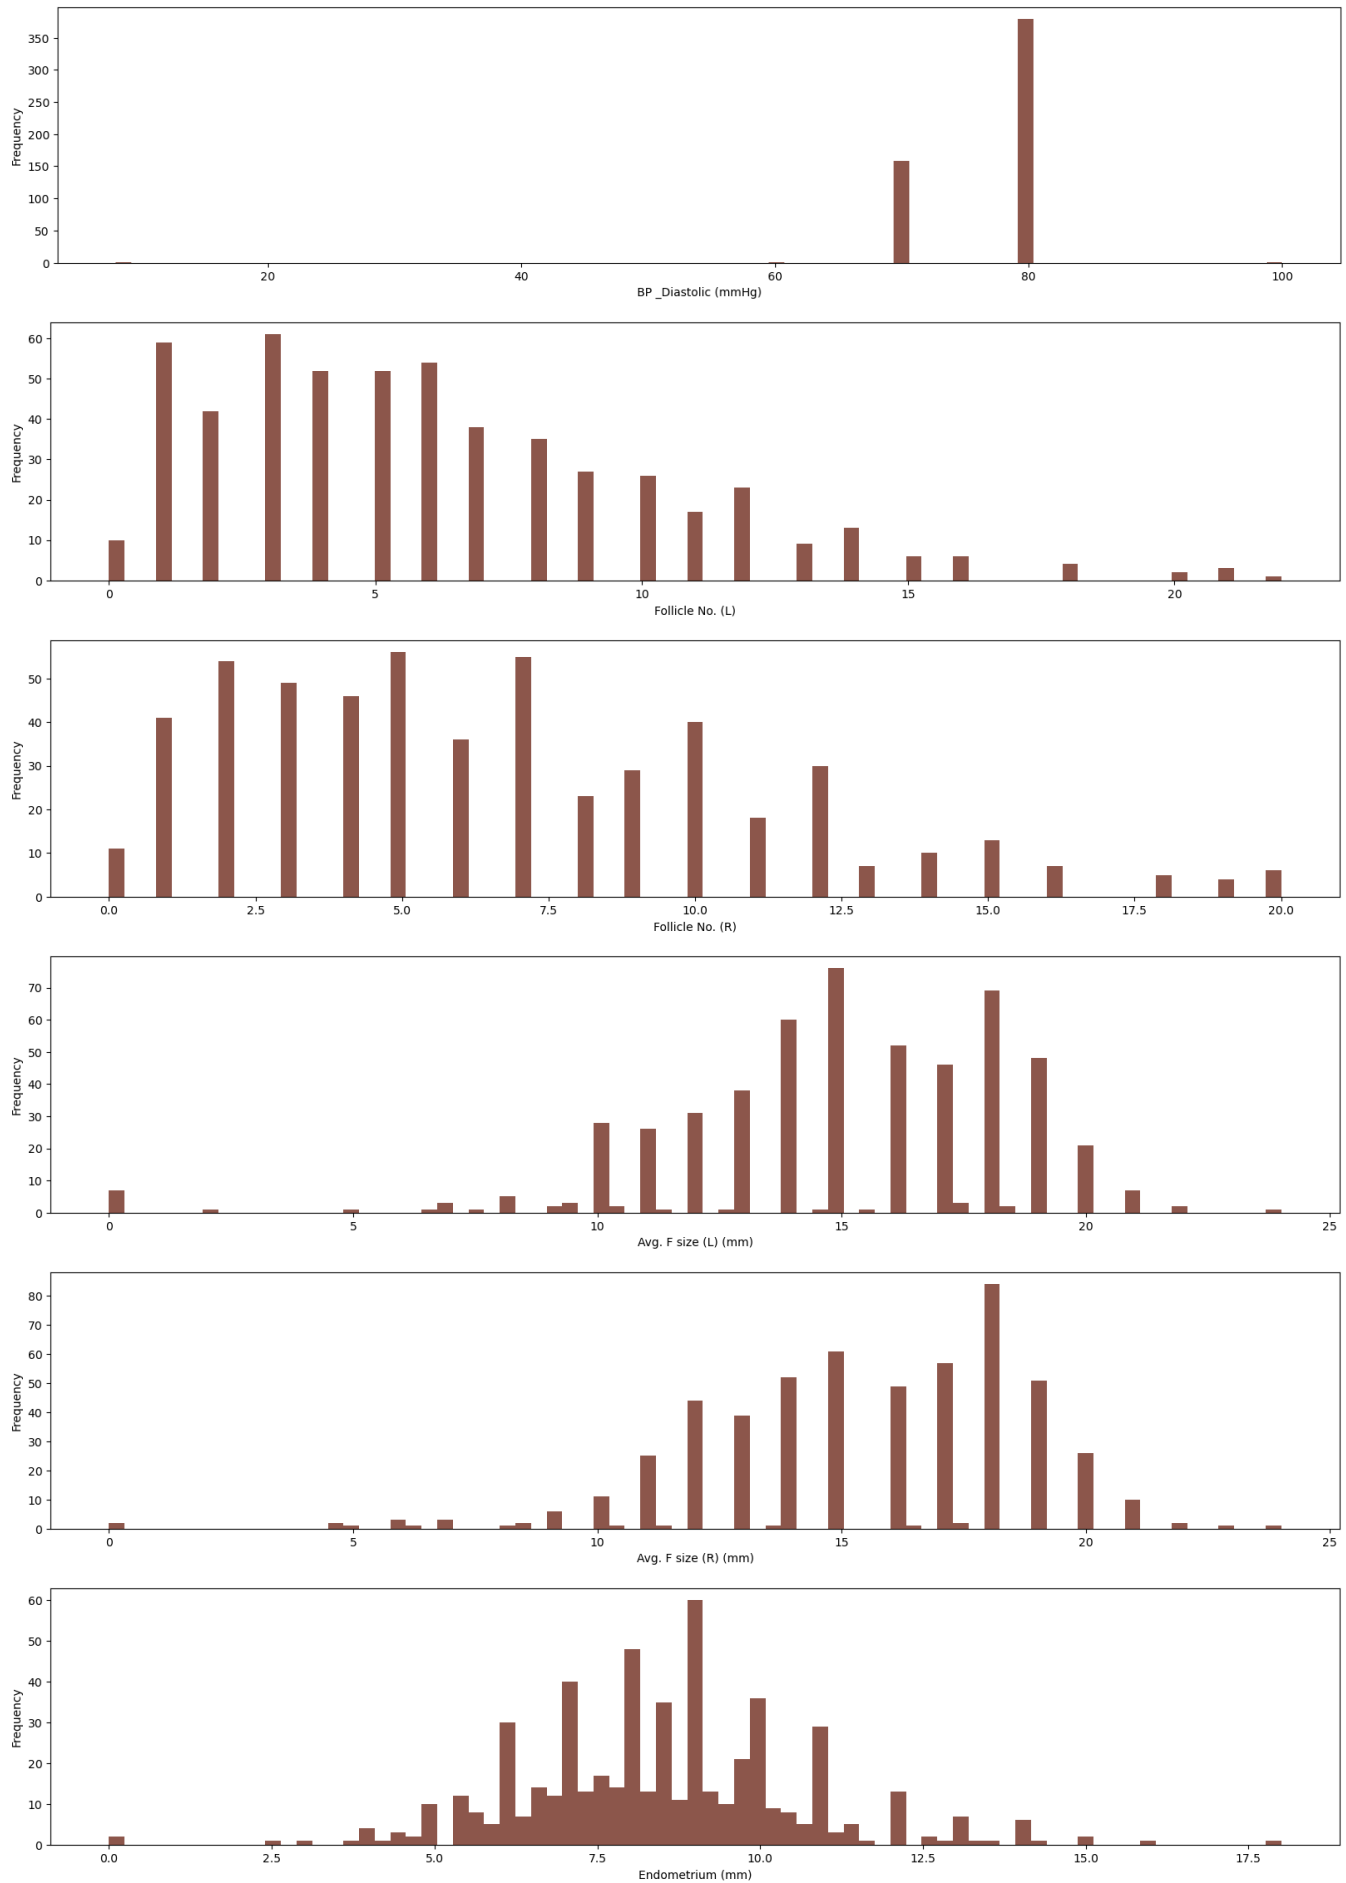 350
300
250
200
150
100
50
0
Frequency
20 40 60 80 100
BP _Diastolic (mmHg)
60
50
40
30
20
10
0
Frequency
0 5 10 15 20
Follicle No. (L)
50
40
30
20
10
0
Frequency
0.0 2.5 5.0 7.5 10.0 12.5 15.0 17.5 20.0
Follicle No. (R)
70
60
50
40
30
20
10
0
Frequency
0 5 10 15 20 25
Avg. F size (L) (mm)
80
70
60
50
40
30
20
10
0
Frequency
0 5 10 15 20 25
Avg. F size (R) (mm)
60
50
40
30
20
10
0
Frequency
0.0 2.5 5.0 7.5 10.0 12.5 15.0 17.5
Endometrium (mm)